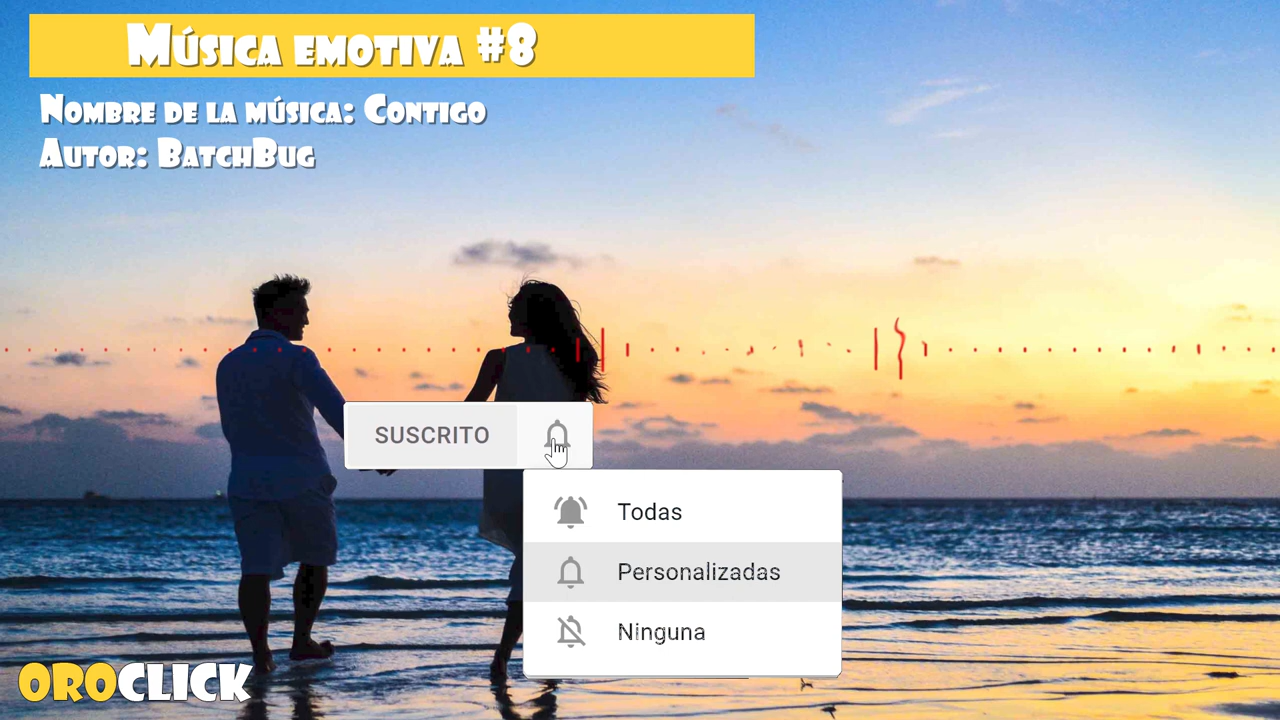 Música emotiva #8
Nombre de la música: Contigo
Autor: BatchBug
SUSCRITO
Todas
Personalizadas
Ninguna
OROCLICK